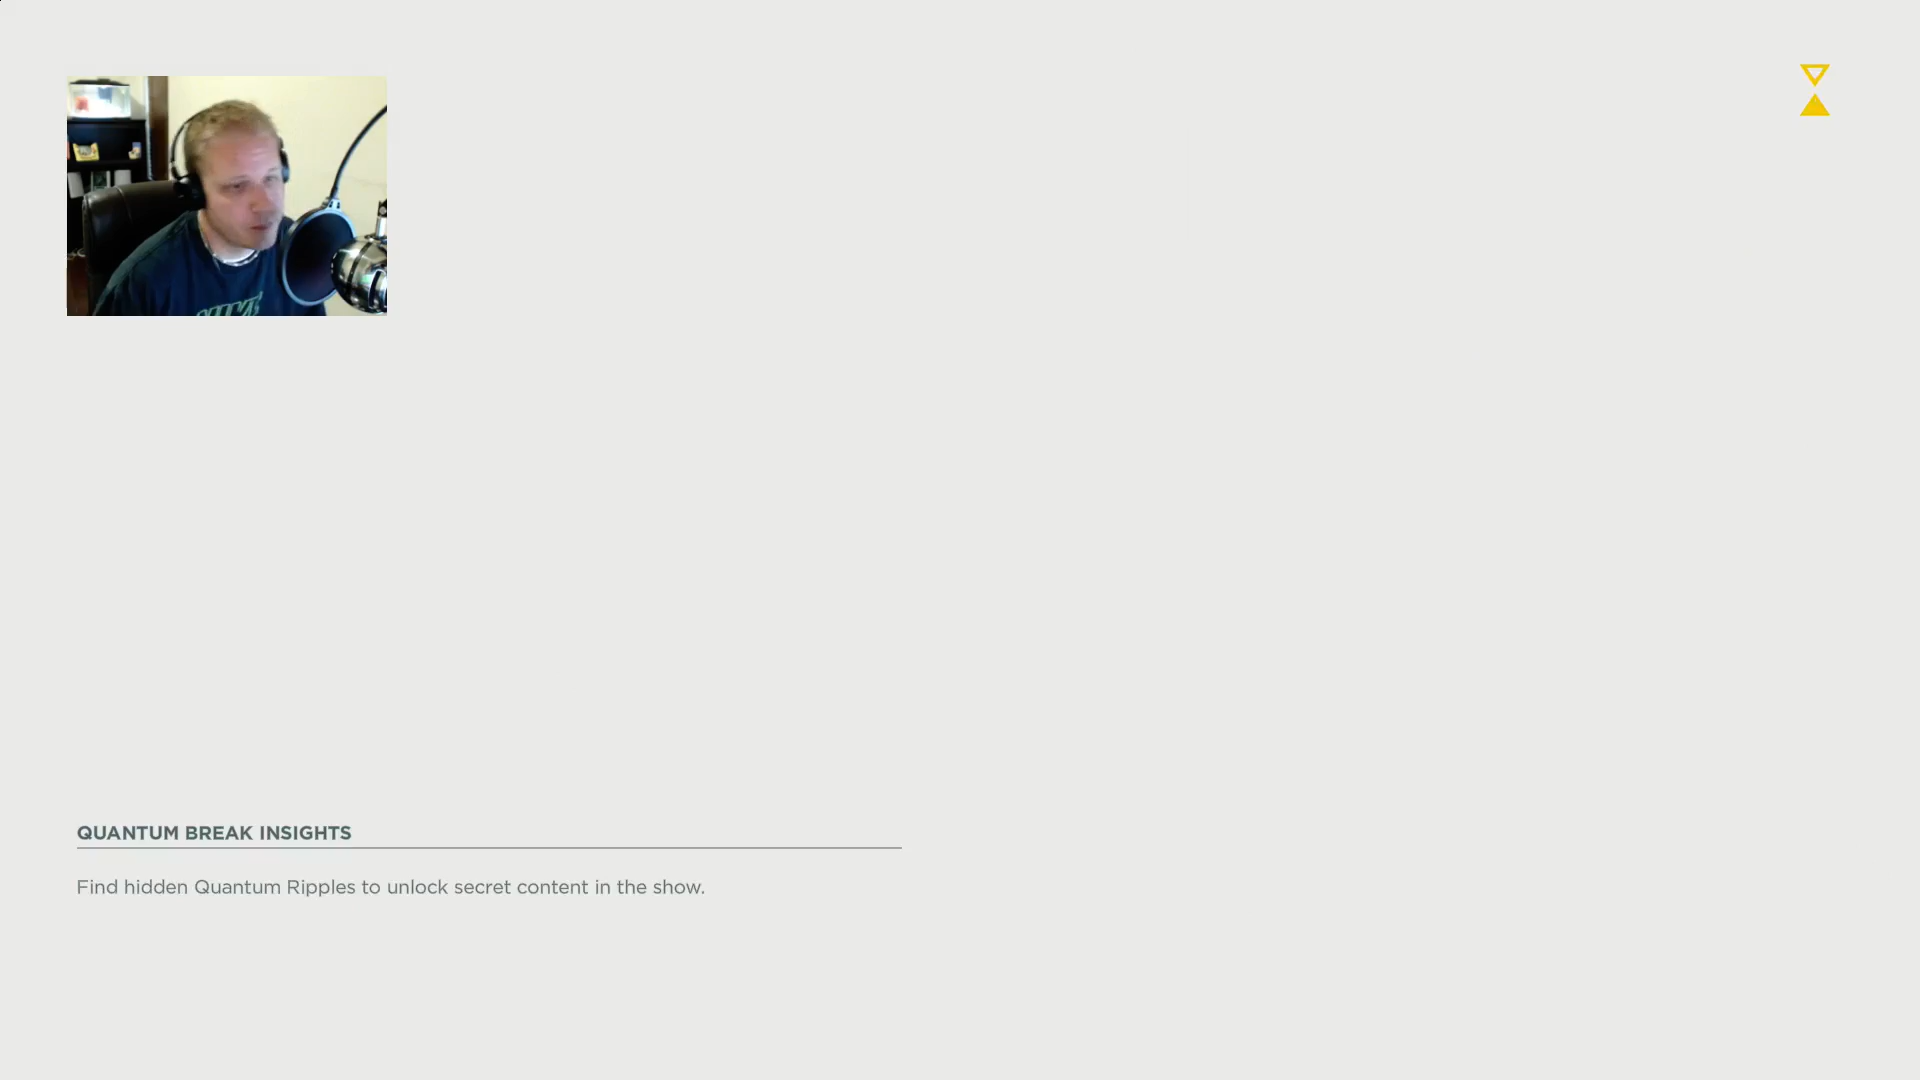 QUANTUM BREAK INSIGHTS
Find hidden Quantum Ripples to unlock secret content in the show.